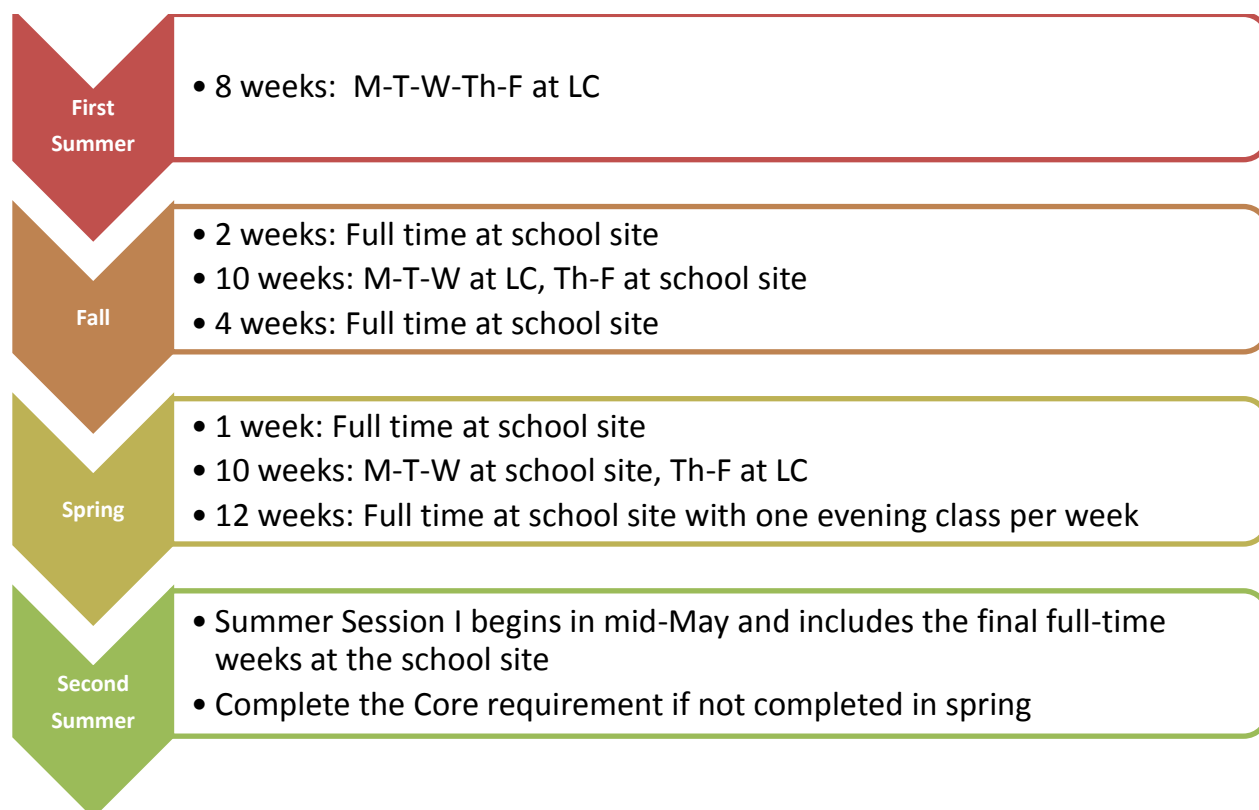 First
Summer
• 8 weeks:  M-T-W-Th-F at LC
Fall
• 2 weeks: Full time at school site
• 10 weeks: M-T-W at LC, Th-F at school site
• 4 weeks: Full time at school site
Spring
• 1 week: Full time at school site
• 10 weeks: M-T-W at school site, Th-F at LC
• 12 weeks: Full time at school site with one evening class per week
Second
Summer
• Summer Session I begins in mid-May and includes the final full-time
weeks at the school site
• Complete the Core requirement if not completed in spring